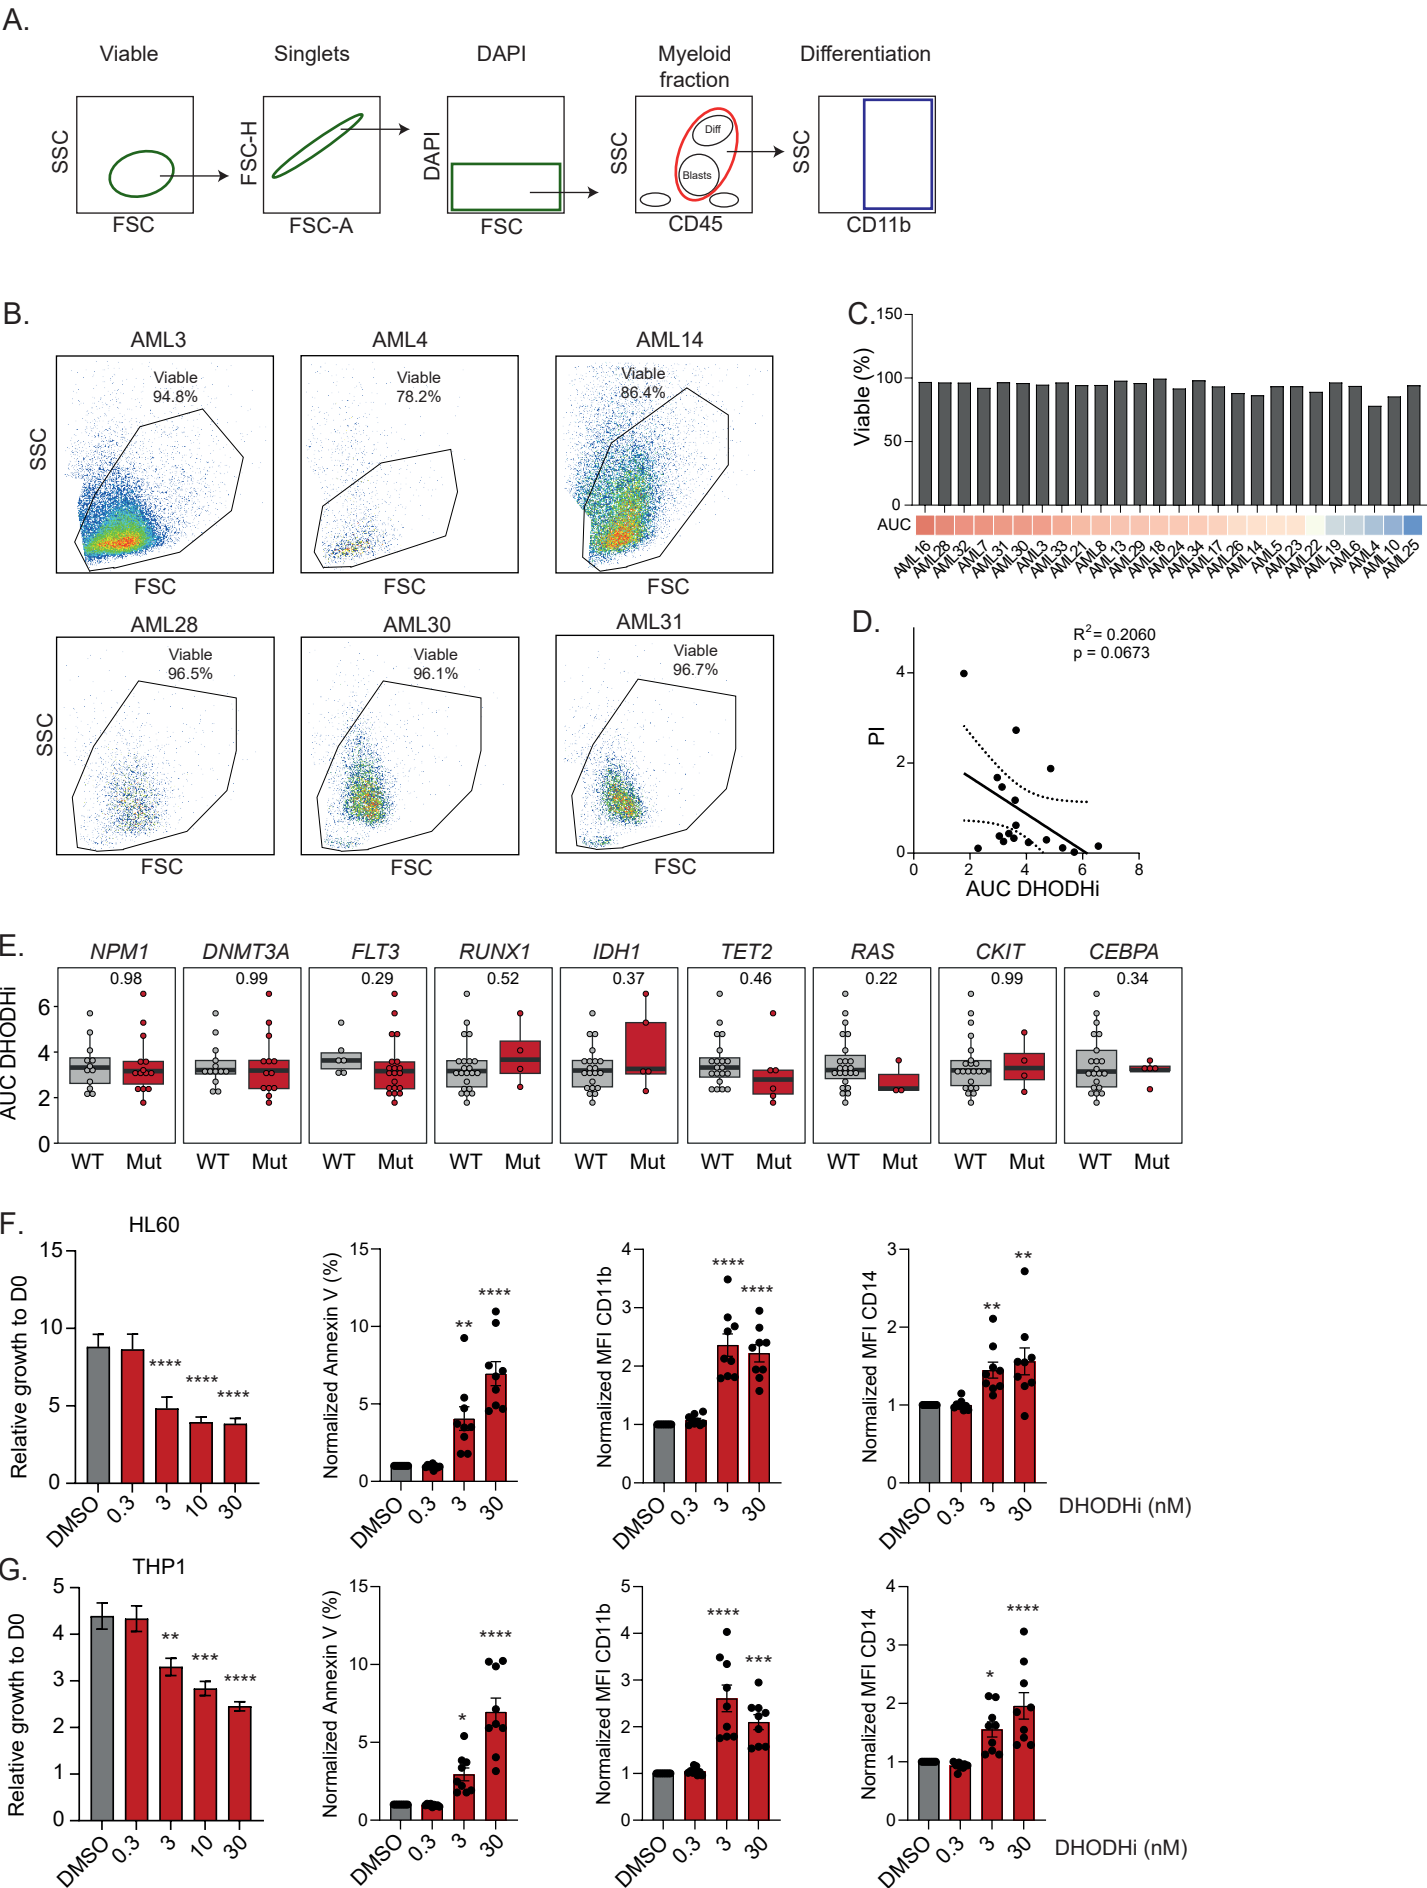 A.
Viable
Singlets
DAPI
Myeloid
fraction
Differentiation
SSC
FSC
FSC-H
FSC-A
DAPI
FSC
SSC
Diff
Blasts
CD45
SSC
CD11b
B.
AML3
AML4
AML14
SSC
Viable
94.8%
Viable
78.2%
Viable
86.4%
FSC
FSC
FSC
AML28
AML30
AML31
SSC
Viable
96.5%
Viable
96.1%
Viable
96.7%
FSC
FSC
FSC
C.
Viable (%)
150
100
50
0
AUC
AML16 AML28 AML32 AML7 AML31 AML30 AML3 AML33 AML21 AML8 AML13 AML29 AML18 AML24 AML34 AML17 AML26 AML14 AML5 AML23 AML22 AML19 AML6 AML4 AML10 AML25
D.
R2= 0.2060
p = 0.0673
PI
4
2
0
0 2 4 6 8
AUC DHODHi
E.
NPM1 DNMT3A FLT3 RUNX1 IDH1 TET2 RAS CKIT CEBPA
0.98 0.99 0.29 0.52 0.37 0.46 0.22 0.99 0.34
AUC DHODHi
6
4
2
0
WT Mut WT Mut WT Mut WT Mut WT Mut WT Mut WT Mut WT Mut WT Mut
F.
HL60
Relative growth to D0
15
10
5
0
**** **** ****
DMSO 0.3 3 10 30
Normalized Annexin V (%)
15
10
5
0
** ****
DMSO 0.3 3 30
Normalized MFI CD11b
4
3
2
1
0
**** ****
DMSO 0.3 3 30
Normalized MFI CD14
3
2
1
0
** **
DMSO 0.3 3 30
DHODHi (nM)
G.
THP1
Relative growth to D0
5
4
3
2
1
0
** *** ****
DMSO 0.3 3 10 30
Normalized Annexin V (%)
15
10
5
0
* ****
DMSO 0.3 3 30
Normalized MFI CD11b
5
4
3
2
1
0
**** ***
DMSO 0.3 3 30
Normalized MFI CD14
4
3
2
1
0
* ****
DMSO 0.3 3 30
DHODHi (nM)